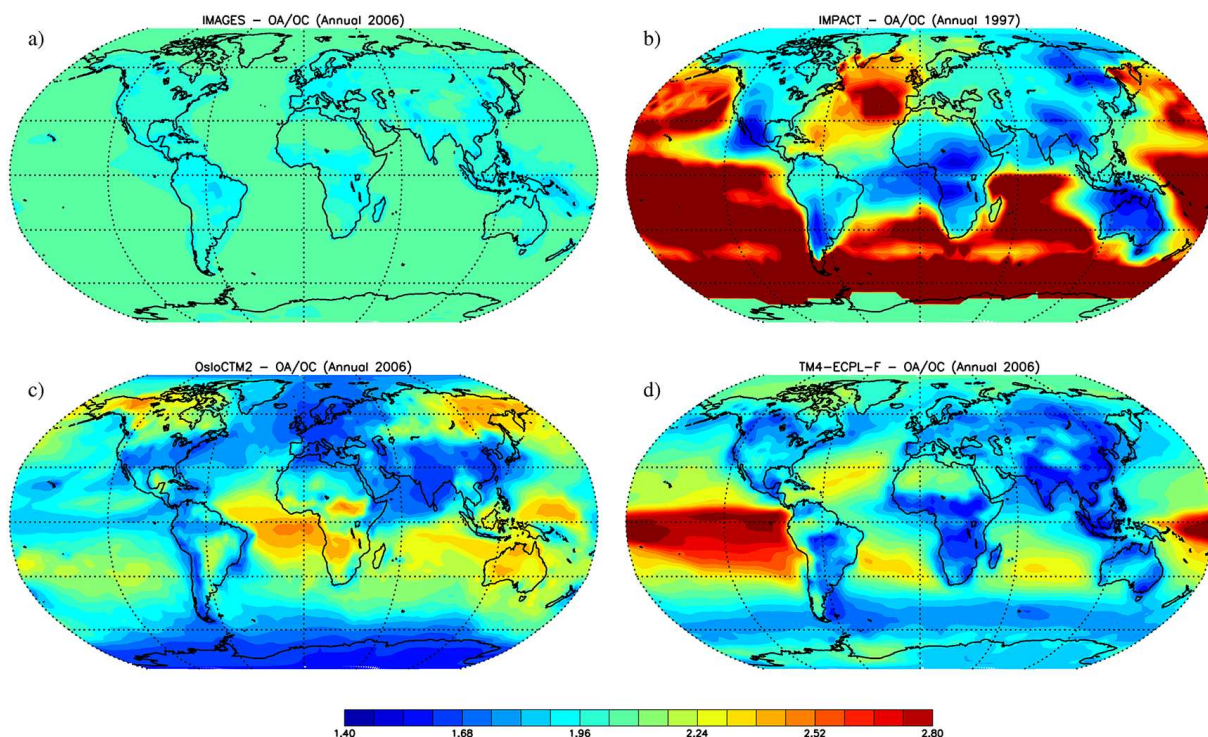 IMAGES - OA/OC (Annual 2006)
a)
IMPACT - OA/OC (Annual 1997)
b)
OsloCTM2 - OA/OC (Annual 2006)
c)
TM4-ECPL-F - OA/OC (Annual 2006)
d)
1.40 1.68 1.96 2.24 2.52 2.80